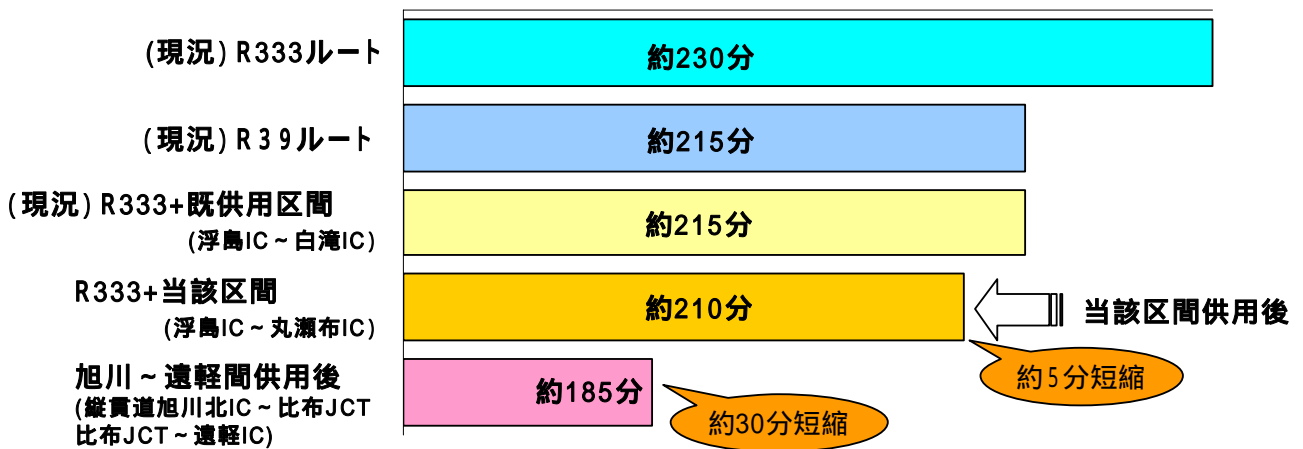 (現況) R333ルート
約230分
(現況) R39ルート
約215分
(現況) R333+既供用区間
(浮島IC～白滝IC)
約215分
R333+当該区間
(浮島IC～丸瀬布IC)
約210分
当該区間供用後
約5分短縮
旭川～遠軽間供用後
(縦貫道旭川北IC～比布JCT
比布JCT～遠軽IC)
約185分
約30分短縮